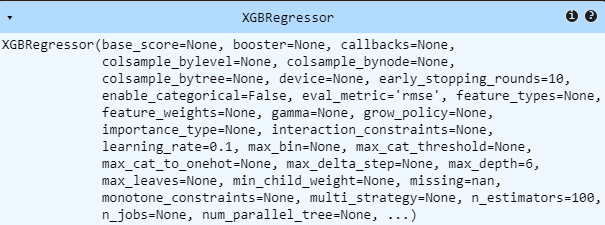 XGBRegressor
XGBRegressor(base_score=None, booster=None, callbacks=None,
colsample_bylevel=None, colsample_bynode=None,
colsample_bytree=None, device=None, early_stopping_rounds=10,
enable_categorical=False, eval_metric='rmse', feature_types=None,
feature_weights=None, gamma=None, grow_policy=None,
importance_type=None, interaction_constraints=None,
learning_rate=0.1, max_bin=None, max_cat_threshold=None,
max_cat_to_onehot=None, max_delta_step=None, max_depth=6,
max_leaves=None, min_child_weight=None, missing=nan,
monotone_constraints=None, multi_strategy=None, n_estimators=100,
n_jobs=None, num_parallel_tree=None, ...)